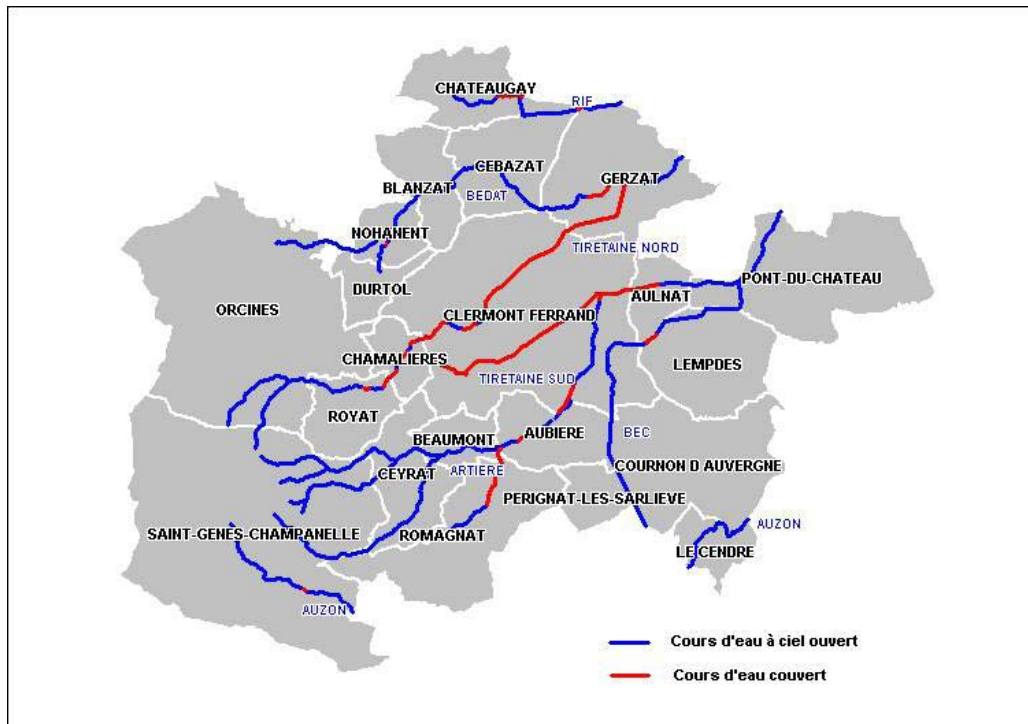 CHATEAUGAY
RIF
CEBAZAT
GERZAT
BLANZAT
BEDAT
NOHANENT
TIRETAINE NORD
PONT-DU-CHATEAU
DURTOL
AULNAT
ORCINES
CLERMONT FERRAND
CHAMALIERES
LEMPDES
TIRETAINE SUD
ROYAT
BEAUMONT
AUBIERE
BEC
CEYRAT
ARTIERE
COURNON D AUVERGNE
PERIGNAT-LES-SARLIEVE
SAINT-GENES-CHAMPANELLE
ROMAGNAT
AUZON
LE CENDRE
AUZON
Cours d'eau à ciel ouvert
Cours d'eau couvert